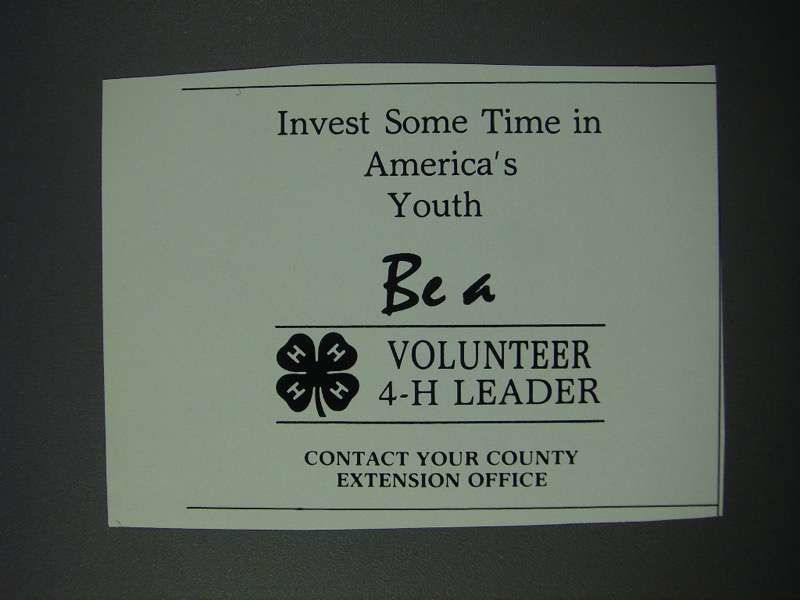 Invest Some Time in
America's
Youth
Be a
H H
H H
VOLUNTEER
4-H LEADER
CONTACT YOUR COUNTY
EXTENSION OFFICE